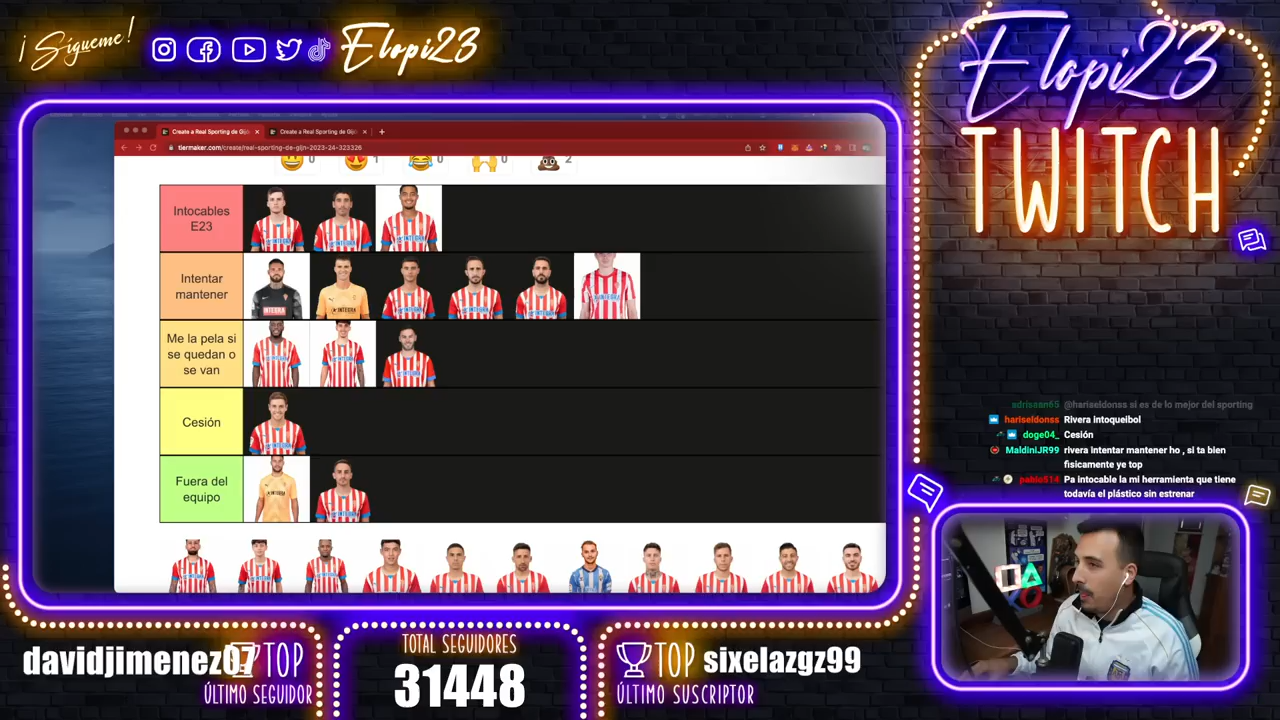 ¡Sígueme!
Elopi23
Elopi23
TWITCH
Create a Real Sporting de Gijó
Create a Real Sporting de Gijó
tiermaker.com/create/real-sporting-de-gijn-2023-24-323326
0
1
0
0
2
Intocables
E23
Intentar
mantener
Me la pela si
se quedan o
se van
Cesión
Fuera del
equipo
adrisaan65 @hariseldonss si es de lo mejor del sporting
hariseldonss Rivera intoqueibol
doge04_ Cesión
MaldiniJR99 rivera intentar mantener ho , si ta bien
fisicamente ye top
pablo514 Pa intocable la mi herramienta que tiene
todavía el plástico sin estrenar
davidjimenez07
TOP
ÚLTIMO SEGUIDOR
TOTAL SEGUIDORES
31448
TOP
sixelazgz99
ÚLTIMO SUSCRIPTOR